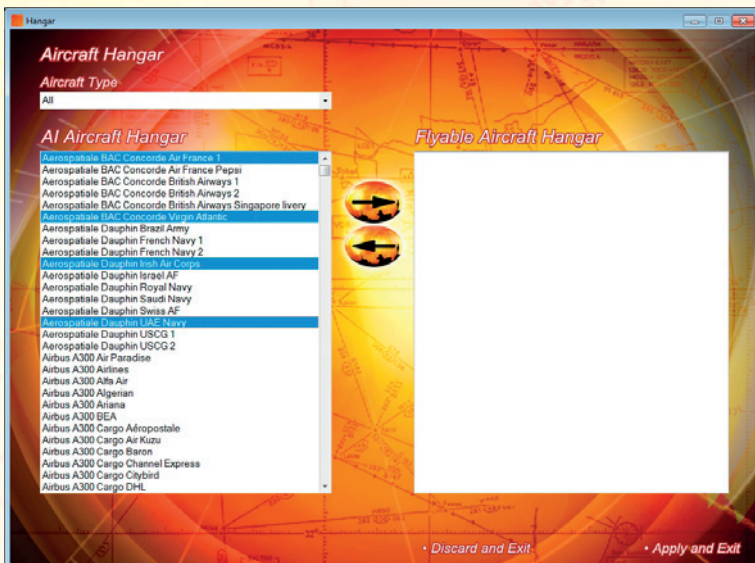 Hangar
Aircraft Hangar
Aircraft Type
All
AI Aircraft Hangar
Flyable Aircraft Hangar
Aerospatiale BAC Concorde Air France 1
Aerospatiale BAC Concorde Air France Pepsi
Aerospatiale BAC Concorde British Airways 1
Aerospatiale BAC Concorde British Airways 2
Aerospatiale BAC Concorde British Airways Singapore livery
Aerospatiale BAC Concorde Virgin Atlantic
Aerospatiale Dauphin Brazil Army
Aerospatiale Dauphin French Navy 1
Aerospatiale Dauphin French Navy 2
Aerospatiale Dauphin Irish Air Corps
Aerospatiale Dauphin Israel AF
Aerospatiale Dauphin Royal Navy
Aerospatiale Dauphin Saudi Navy
Aerospatiale Dauphin Swiss AF
Aerospatiale Dauphin UAE Navy
Aerospatiale Dauphin USCG 1
Aerospatiale Dauphin USCG 2
Airbus A300 Air Paradise
Airbus A300 Airlines
Airbus A300 Alfa Air
Airbus A300 Algerian
Airbus A300 Ariana
Airbus A300 BEA
Airbus A300 Cargo Aéropostale
Airbus A300 Cargo Air Kuzu
Airbus A300 Cargo Baron
Airbus A300 Cargo Channel Express
Airbus A300 Cargo Citybird
Airbus A300 Cargo DHL
• Discard and Exit
• Apply and Exit